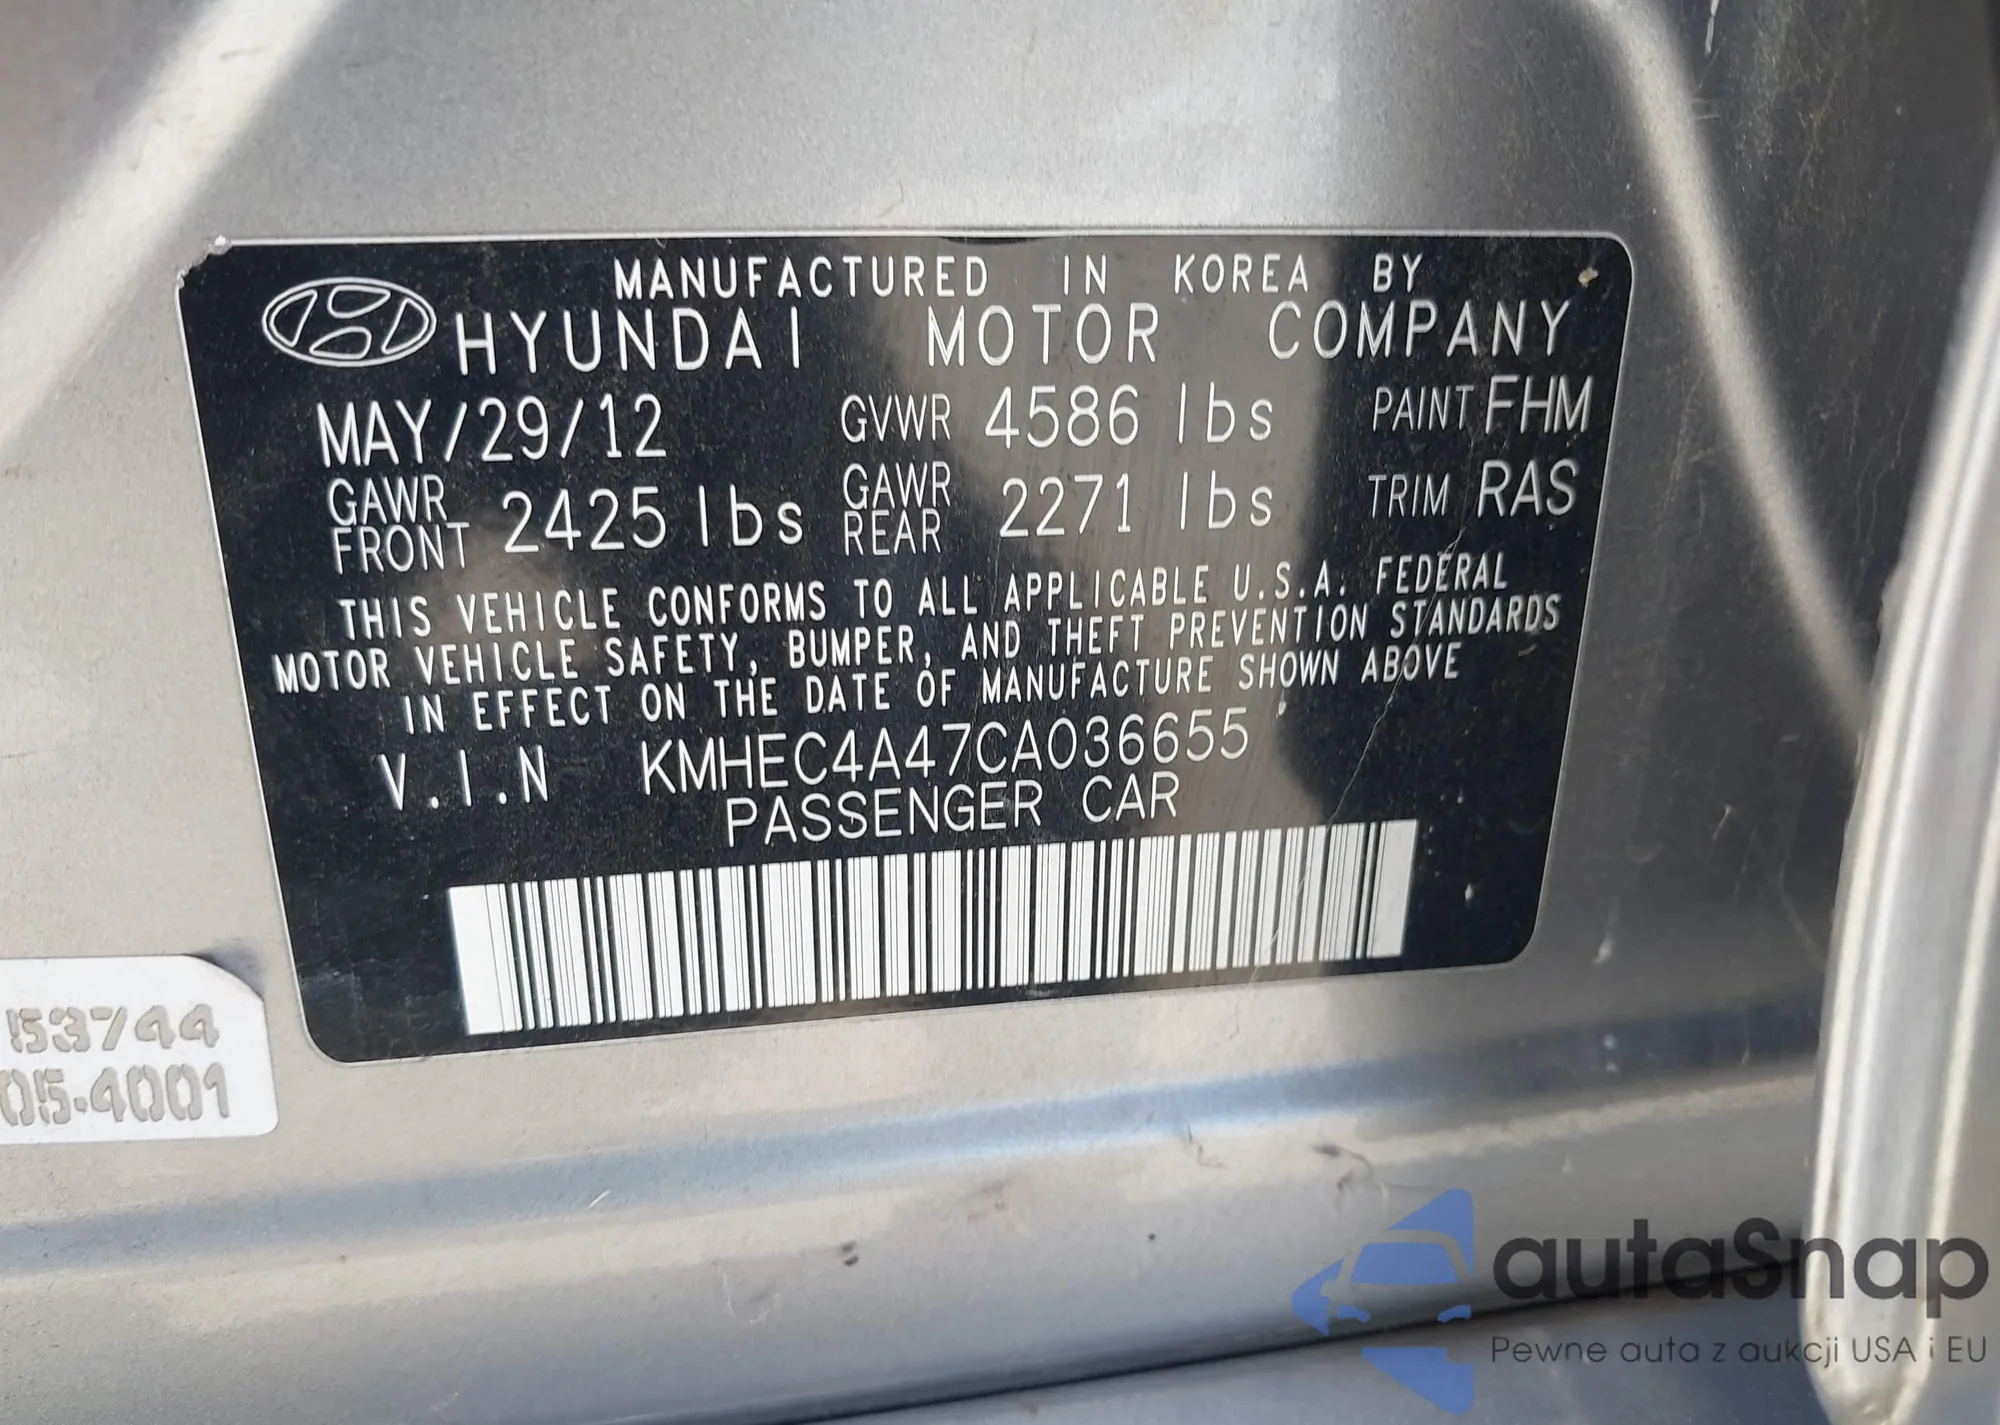 MANUFACTURED IN KOREA BY
HYUNDAI MOTOR COMPANY
MAY/29/12 GVWR 4586 lbs PAINT FHM
GAWR FRONT 2425 lbs GAWR REAR 2271 lbs TRIM RAS
THIS VEHICLE CONFORMS TO ALL APPLICABLE U.S.A. FEDERAL
MOTOR VEHICLE SAFETY, BUMPER, AND THEFT PREVENTION STANDARDS
IN EFFECT ON THE DATE OF MANUFACTURE SHOWN ABOVE
V.I.N KMHEC4A47CA036655
PASSENGER CAR
53744
05-4001
autaSnap
Pewne auta z aukcji USA i EU